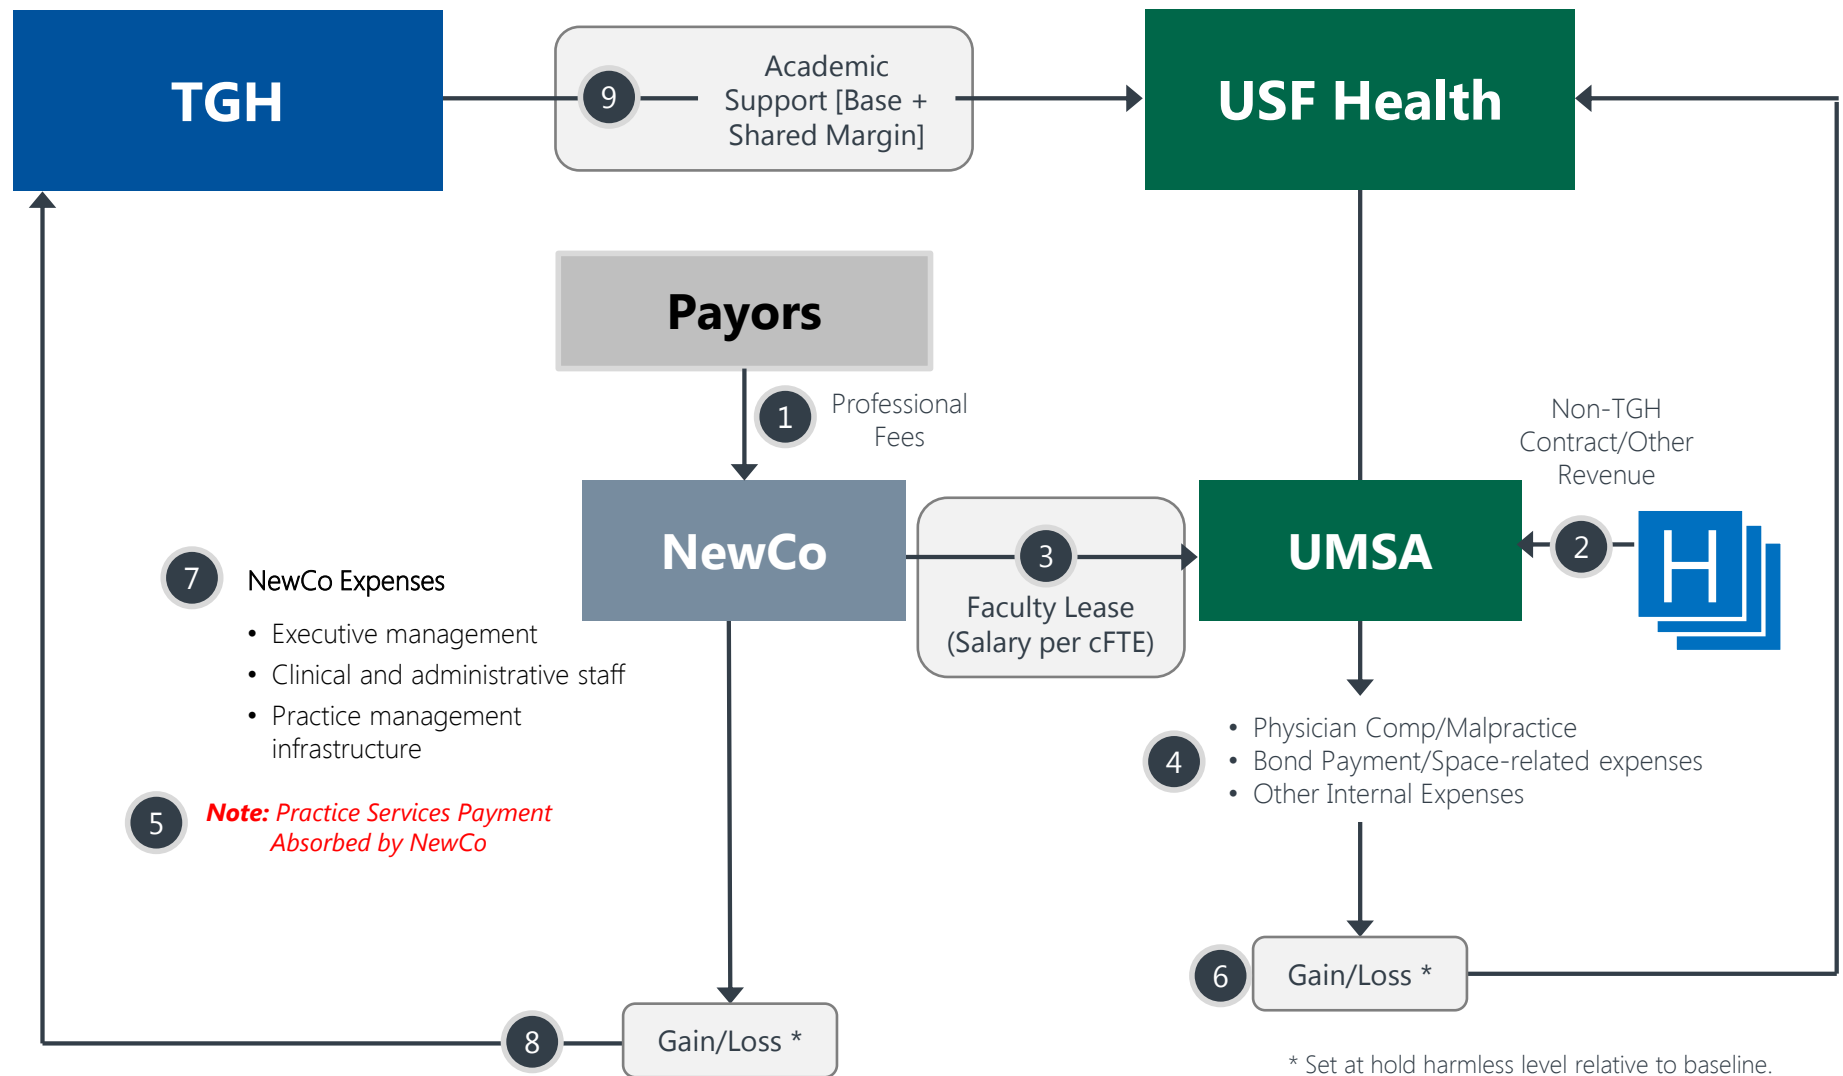 TGH
9
Academic
Support [Base +
Shared Margin]
USF Health
Payors
1
Professional
Fees
Non-TGH
Contract/Other
Revenue
NewCo
3
Faculty Lease
(Salary per cFTE)
UMSA
2
H
7
NewCo Expenses
• Executive management
• Clinical and administrative staff
• Practice management
infrastructure
5
Note: Practice Services Payment
Absorbed by NewCo
4
• Physician Comp/Malpractice
• Bond Payment/Space-related expenses
• Other Internal Expenses
6
Gain/Loss *
8
Gain/Loss *
* Set at hold harmless level relative to baseline.